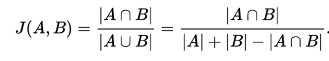 J(A, B) = |A ∩ B| / |A ∪ B| = |A ∩ B| / (|A| + |B| − |A ∩ B|).